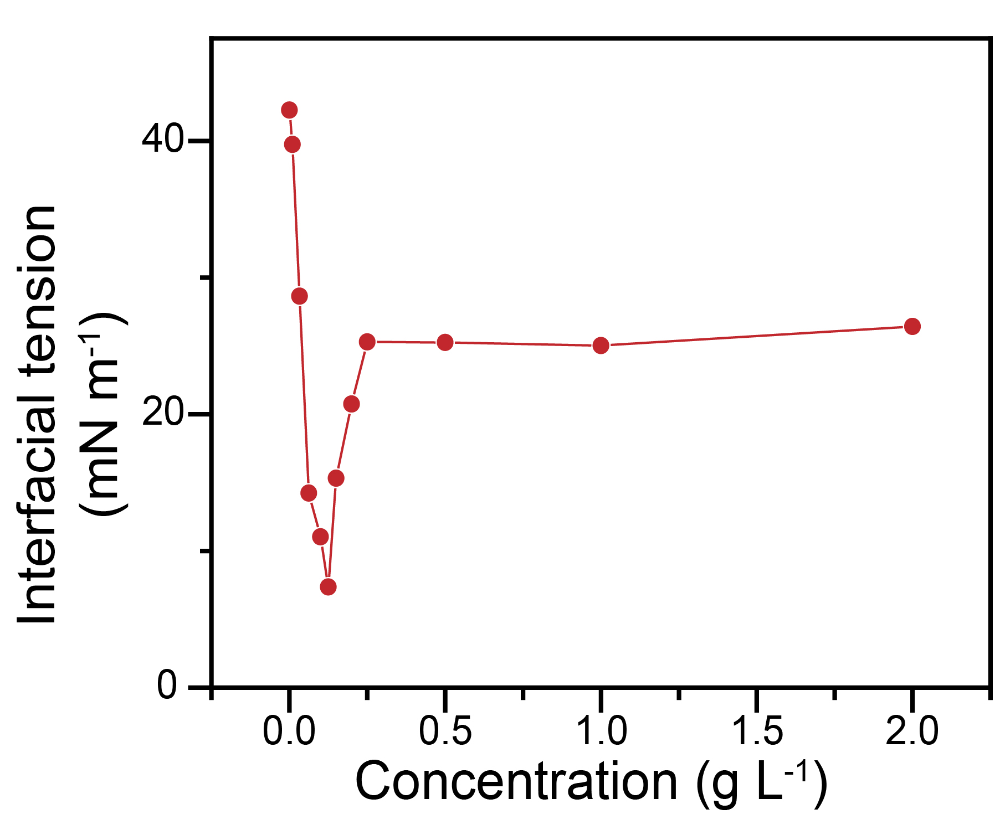 Interfacial tension
(mN m⁻¹)
40
20
0
0.0 0.5 1.0 1.5 2.0
Concentration (g L⁻¹)